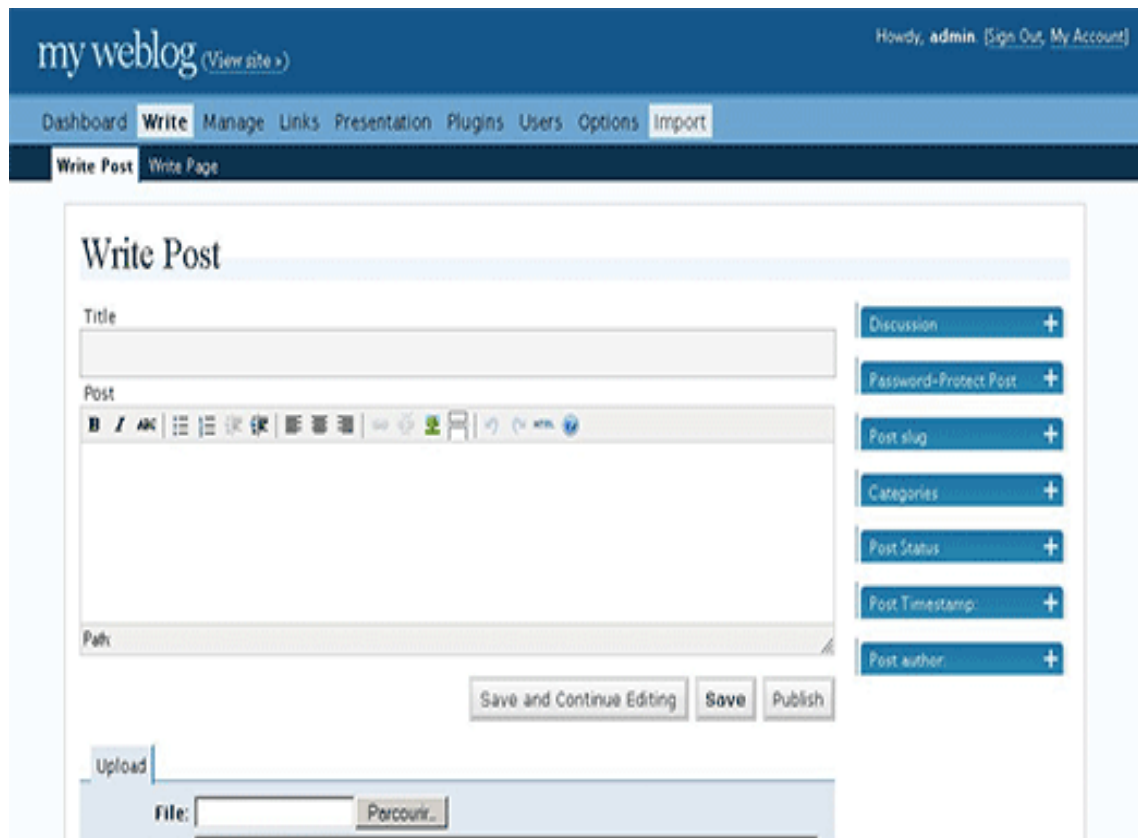 my weblog (View site »)
Howdy, admin. [Sign Out, My Account]
Dashboard Write Manage Links Presentation Plugins Users Options Import
Write Post Write Page
Write Post
Title
Post
B I ABC HTML ?
Path:
Discussion +
Password-Protect Post +
Post slug +
Categories +
Post Status +
Post Timestamp: +
Post author: +
Save and Continue Editing Save Publish
Upload
File: Parcourir...